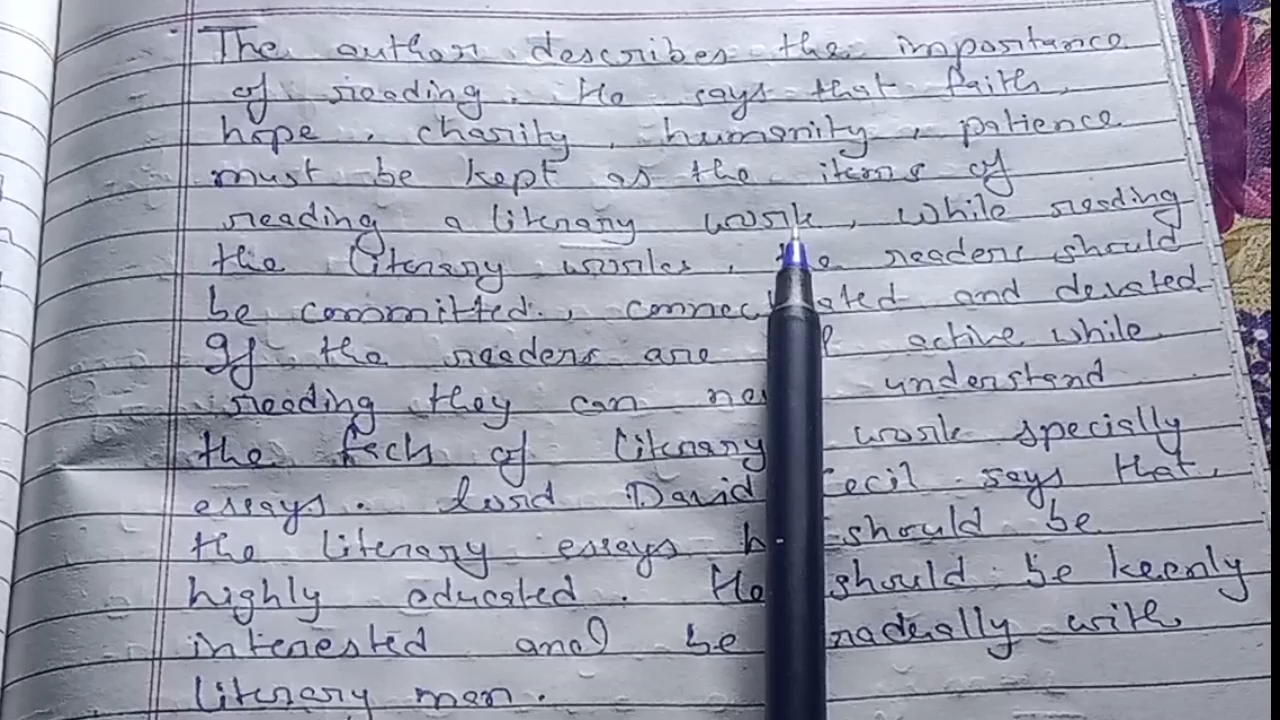 The author describes the importance
of reading. He says that faith,
hope, charity, humanity, patience
must be kept as the items of
reading a literary work, while reading
the literary works, readers should
be committed, and devoted
If the readers are active while
reading they can understand
the fach of literary work specially
essays. Lord David Cecil says that,
the literary essays should be
highly educated. He should be keenly
interested and be with
literary man.